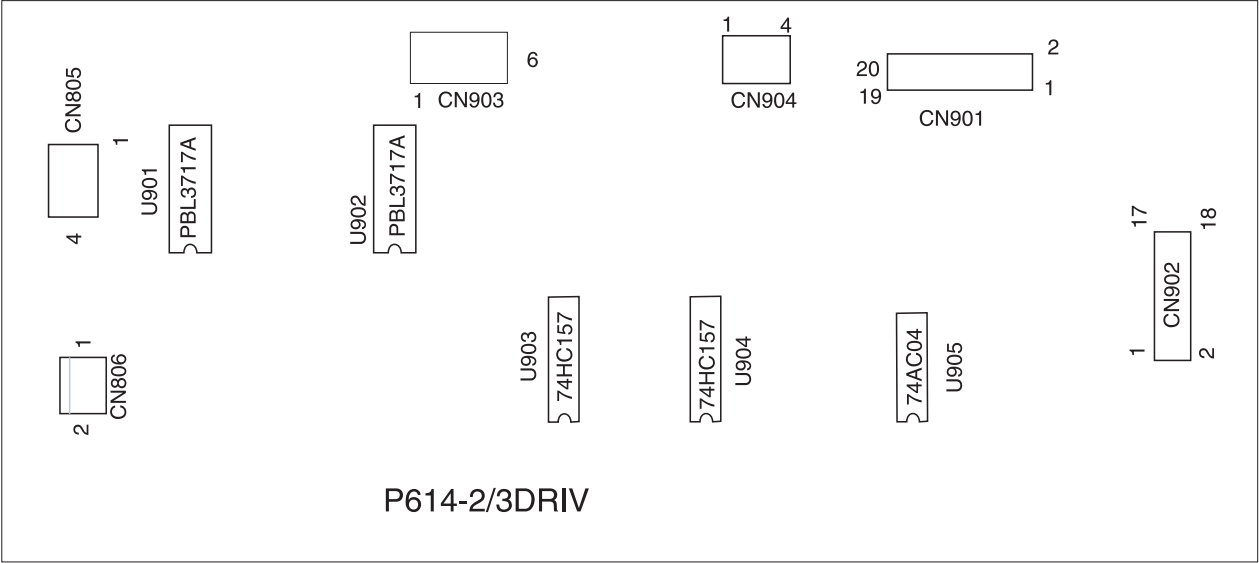 1 4
2
6
20
1
19
1 CN903
CN904
CN901
CN805
1
4
U901
PBL3717A
U902
PBL3717A
17
18
CN902
1
2
U903
74HC157
74HC157
U904
74AC04
U905
1
CN806
2
P614-2/3DRIV